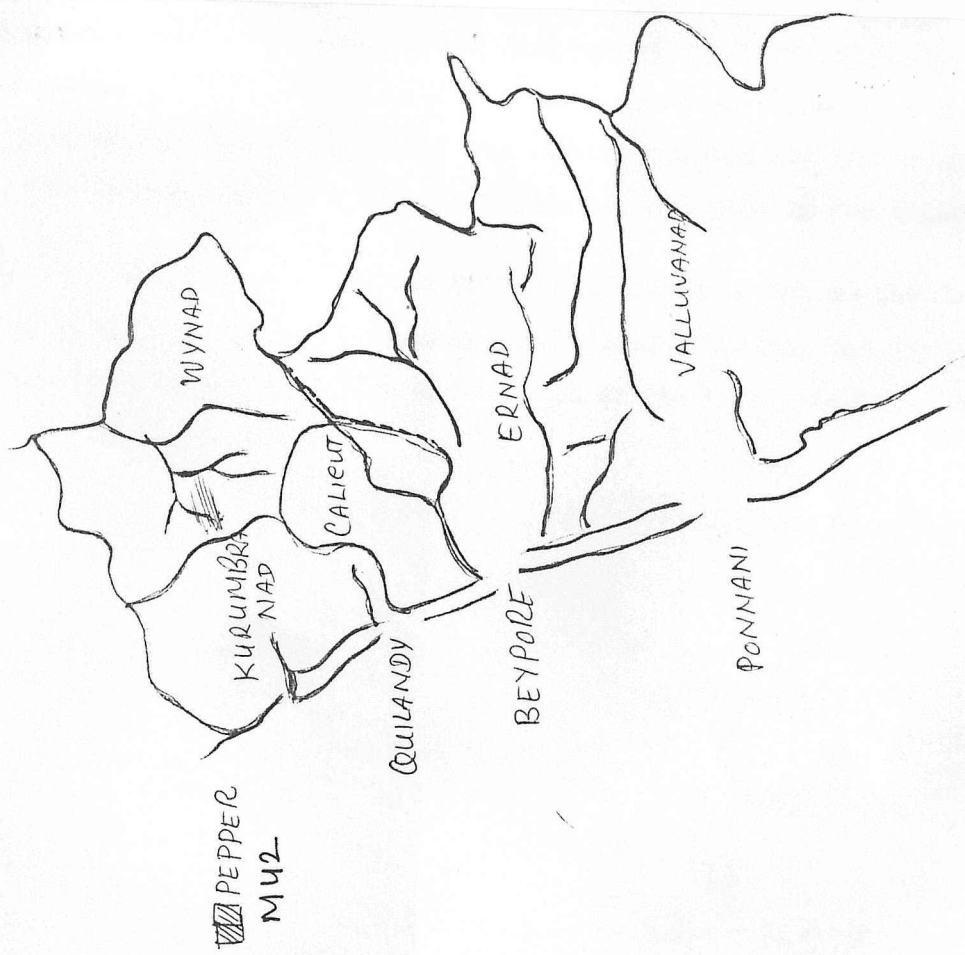 WYNAD
KURUMBRA
NAD
CALICUT
ERNAD
VALLUVANAD
QUILANDY
BEYPORE
PONNANI
PEPPER
M42